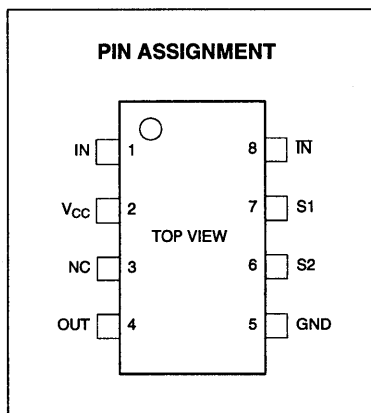 PIN ASSIGNMENT
IN 1 8 I̅N̅
VCC 2 7 S1
TOP VIEW
NC 3 6 S2
OUT 4 5 GND